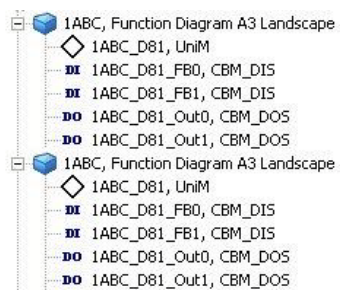 1ABC, Function Diagram A3 Landscape
1ABC_D81, UniM
DI 1ABC_D81_FB0, CBM_DIS
DI 1ABC_D81_FB1, CBM_DIS
DO 1ABC_D81_Out0, CBM_DOS
DO 1ABC_D81_Out1, CBM_DOS
1ABC, Function Diagram A3 Landscape
1ABC_D81, UniM
DI 1ABC_D81_FB0, CBM_DIS
DI 1ABC_D81_FB1, CBM_DIS
DO 1ABC_D81_Out0, CBM_DOS
DO 1ABC_D81_Out1, CBM_DOS